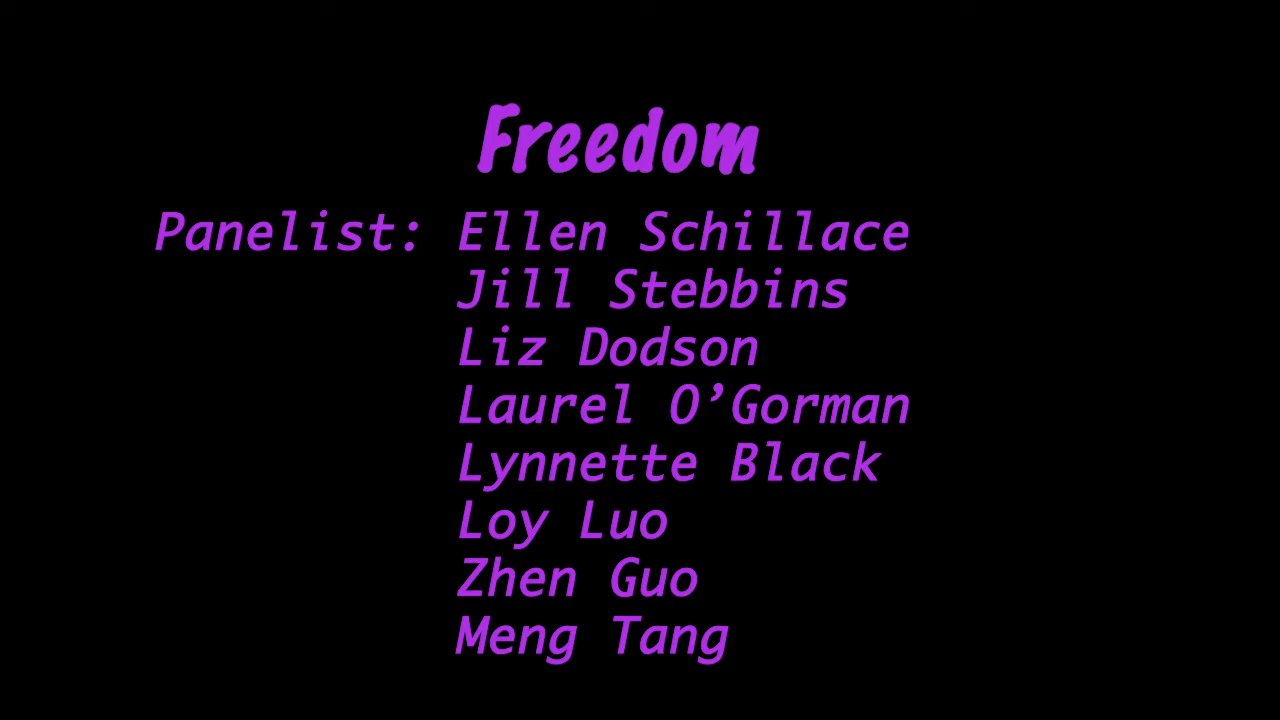 Freedom
Panelist: Ellen Schillace
Jill Stebbins
Liz Dodson
Laurel O’Gorman
Lynnette Black
Loy Luo
Zhen Guo
Meng Tang